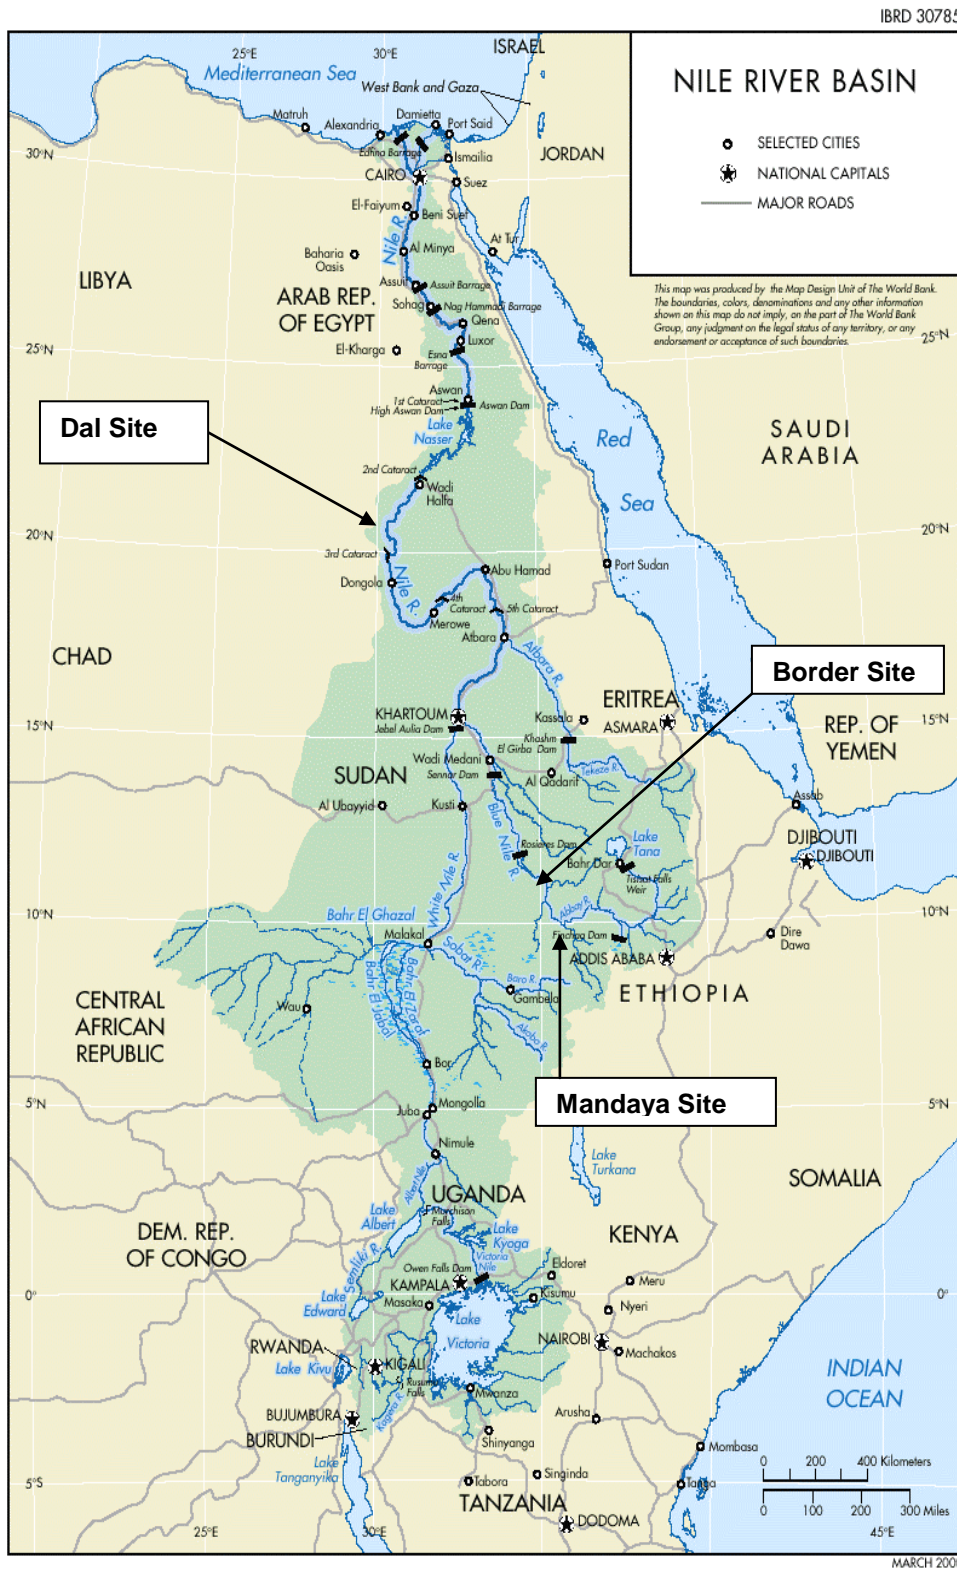 IBRD 30785
25°E
30°E
ISRAEL
Mediterranean Sea
West Bank and Gaza
NILE RIVER BASIN
SELECTED CITIES
NATIONAL CAPITALS
MAJOR ROADS
Matruh
Alexandria
Damietta
Port Said
30°N
Edfina Barrage
Ismailia
JORDAN
CAIRO
Suez
El-Faiyum
Beni Suef
Nile R.
Al Minya
At Tur
Baharia
Oasis
LIBYA
Assuit
Assuit Barrage
ARAB REP.
OF EGYPT
Sohag
Nag Hammadi Barrage
Qena
Luxor
This map was produced by the Map Design Unit of The World Bank.
The boundaries, colors, denominations and any other information
shown on this map do not imply, on the part of The World Bank
Group, any judgment on the legal status of any territory, or any
endorsement or acceptance of such boundaries.
25°N
25°N
El-Kharga
Esna
Barrage
Aswan
1st Cataract
High Aswan Dam
Aswan Dam
Lake
Nasser
Dal Site
Red
Sea
SAUDI
ARABIA
2nd Cataract
Wadi
Halfa
20°N
20°N
3rd Cataract
Dongola
Nile R.
Abu Hamad
Port Sudan
4th
Cataract
5th Cataract
Merowe
Atbara
Atbara R.
CHAD
Border Site
ERITREA
ASMARA
REP. OF
YEMEN
15°N
15°N
KHARTOUM
Jebel Aulia Dam
Kassala
Khashm
El Girba Dam
Wadi Medani
Sennar Dam
Tekeze R.
Al Qadarif
SUDAN
Al Ubayyid
Kusti
Assab
Blue Nile R.
Roseires Dam
Lake
Tana
Bahr Dar
Tisisat Falls
Weir
DJIBOUTI
DJIBOUTI
White Nile R.
10°N
10°N
Bahr El Ghazal
Abbay R.
Malakal
Finchaa Dam
Dire
Dawa
Sobat R.
ADDIS ABABA
Bahr El Jabal
Bahr El Zaraf
Baro R.
Gambela
ETHIOPIA
CENTRAL
AFRICAN
REPUBLIC
Wau
Akobo R.
Bor
Mandaya Site
5°N
5°N
Mongolla
Juba
Nimule
Lake
Turkana
Albert Nile
SOMALIA
UGANDA
Murchison
Falls
Lake
Albert
Lake
Kyoga
DEM. REP.
OF CONGO
KENYA
Semliki R.
Victoria
Nile
Owen Falls Dam
Eldoret
KAMPALA
Meru
0°
0°
Lake
Edward
Masaka
Kisumu
Nyeri
Lake
Victoria
RWANDA
NAIROBI
Lake Kivu
KIGALI
Machakos
Rusumo
Falls
INDIAN
OCEAN
Mwanza
Kagera R.
BUJUMBURA
Arusha
BURUNDI
Shinyanga
Mombasa
Lake
Tanganyika
Tabora
Singinda
Tanga
5°S
TANZANIA
DODOMA
0 200 400 Kilometers
0 100 200 300 Miles
25°E
30°E
45°E